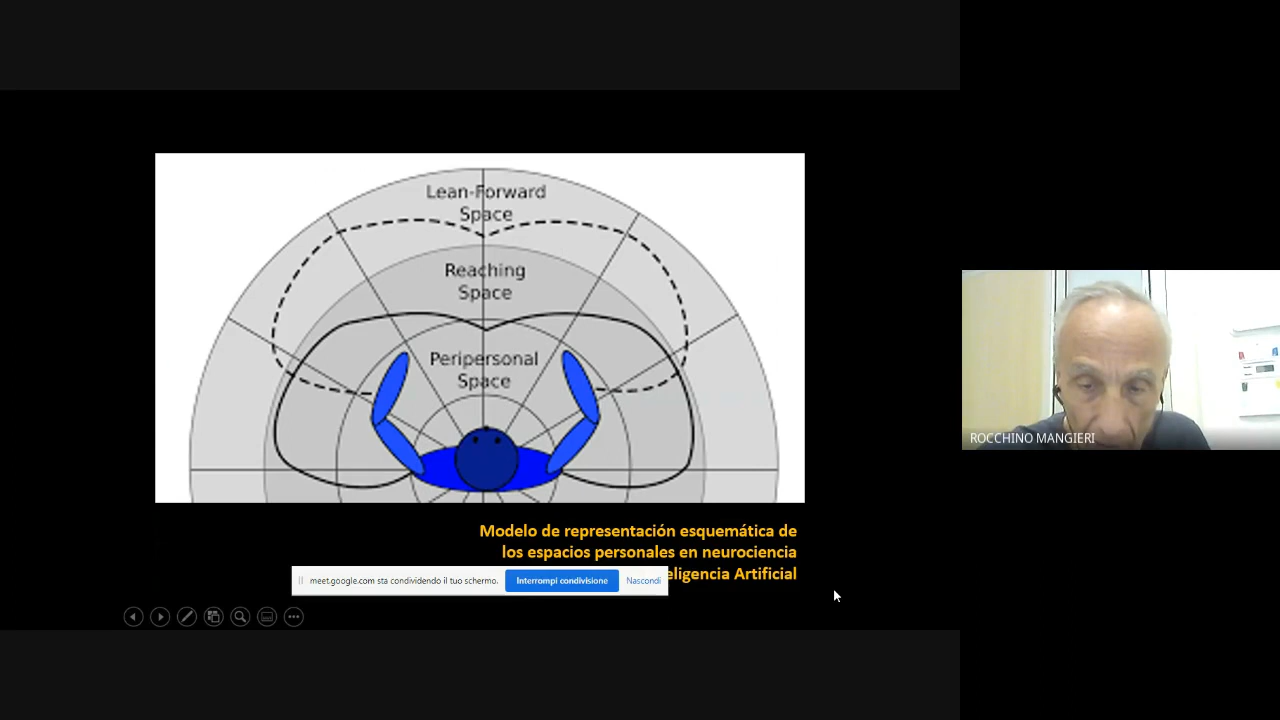 Lean-Forward
Space
Reaching
Space
Peripersonal
Space
ROCCHINO MANGIERI
Modelo de representación esquemática de
los espacios personales en neurociencia
Artificial
meet.google.com sta condividendo il tuo schermo.
Interrompi condivisione
Nascondi